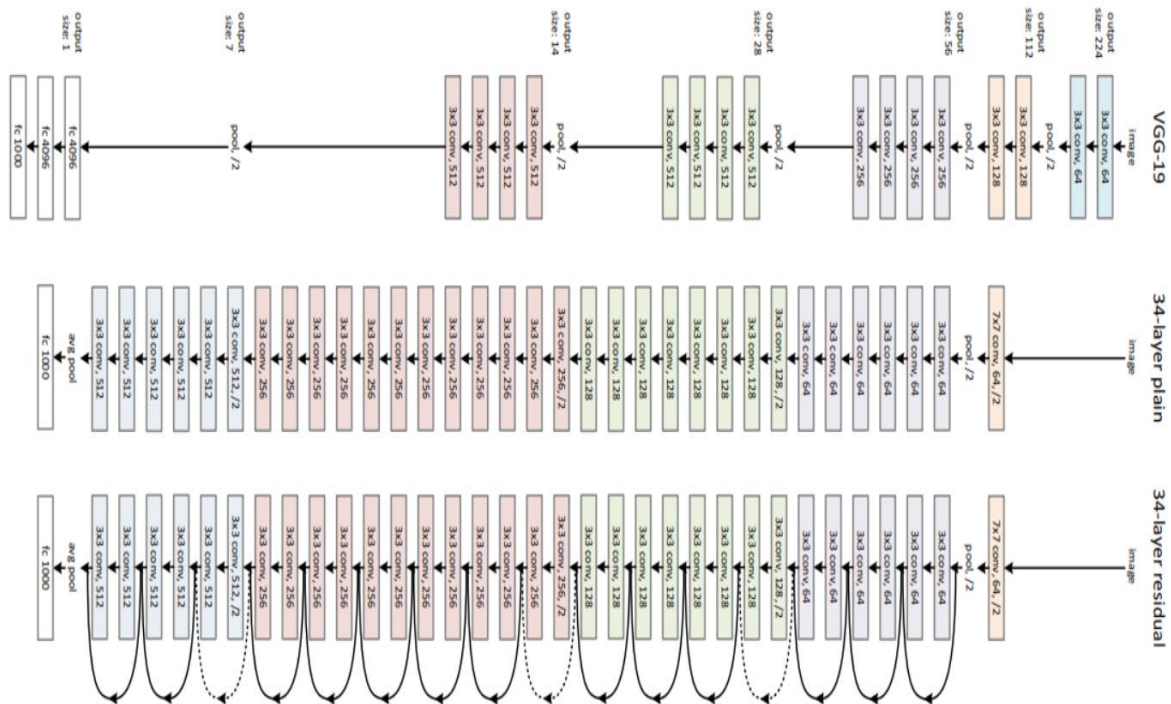 VGG-19
image
output
size: 224
3x3 conv, 64
3x3 conv, 64
output
size: 112
pool, /2
3x3 conv, 128
3x3 conv, 128
output
size: 56
pool, /2
3x3 conv, 256
3x3 conv, 256
3x3 conv, 256
3x3 conv, 256
output
size: 28
pool, /2
3x3 conv, 512
3x3 conv, 512
3x3 conv, 512
3x3 conv, 512
output
size: 14
pool, /2
3x3 conv, 512
3x3 conv, 512
3x3 conv, 512
3x3 conv, 512
output
size: 7
pool, /2
output
size: 1
fc 4096
fc 4096
fc 1000
34-layer plain
image
7x7 conv, 64, /2
pool, /2
3x3 conv, 64
3x3 conv, 64
3x3 conv, 64
3x3 conv, 64
3x3 conv, 64
3x3 conv, 64
3x3 conv, 128, /2
3x3 conv, 128
3x3 conv, 128
3x3 conv, 128
3x3 conv, 128
3x3 conv, 128
3x3 conv, 128
3x3 conv, 128
3x3 conv, 256, /2
3x3 conv, 256
3x3 conv, 256
3x3 conv, 256
3x3 conv, 256
3x3 conv, 256
3x3 conv, 256
3x3 conv, 256
3x3 conv, 256
3x3 conv, 256
3x3 conv, 256
3x3 conv, 256
3x3 conv, 512, /2
3x3 conv, 512
3x3 conv, 512
3x3 conv, 512
3x3 conv, 512
3x3 conv, 512
avg pool
fc 1000
34-layer residual
image
7x7 conv, 64, /2
pool, /2
3x3 conv, 64
3x3 conv, 64
3x3 conv, 64
3x3 conv, 64
3x3 conv, 64
3x3 conv, 64
3x3 conv, 128, /2
3x3 conv, 128
3x3 conv, 128
3x3 conv, 128
3x3 conv, 128
3x3 conv, 128
3x3 conv, 128
3x3 conv, 128
3x3 conv, 256, /2
3x3 conv, 256
3x3 conv, 256
3x3 conv, 256
3x3 conv, 256
3x3 conv, 256
3x3 conv, 256
3x3 conv, 256
3x3 conv, 256
3x3 conv, 256
3x3 conv, 256
3x3 conv, 256
3x3 conv, 512, /2
3x3 conv, 512
3x3 conv, 512
3x3 conv, 512
3x3 conv, 512
3x3 conv, 512
avg pool
fc 1000